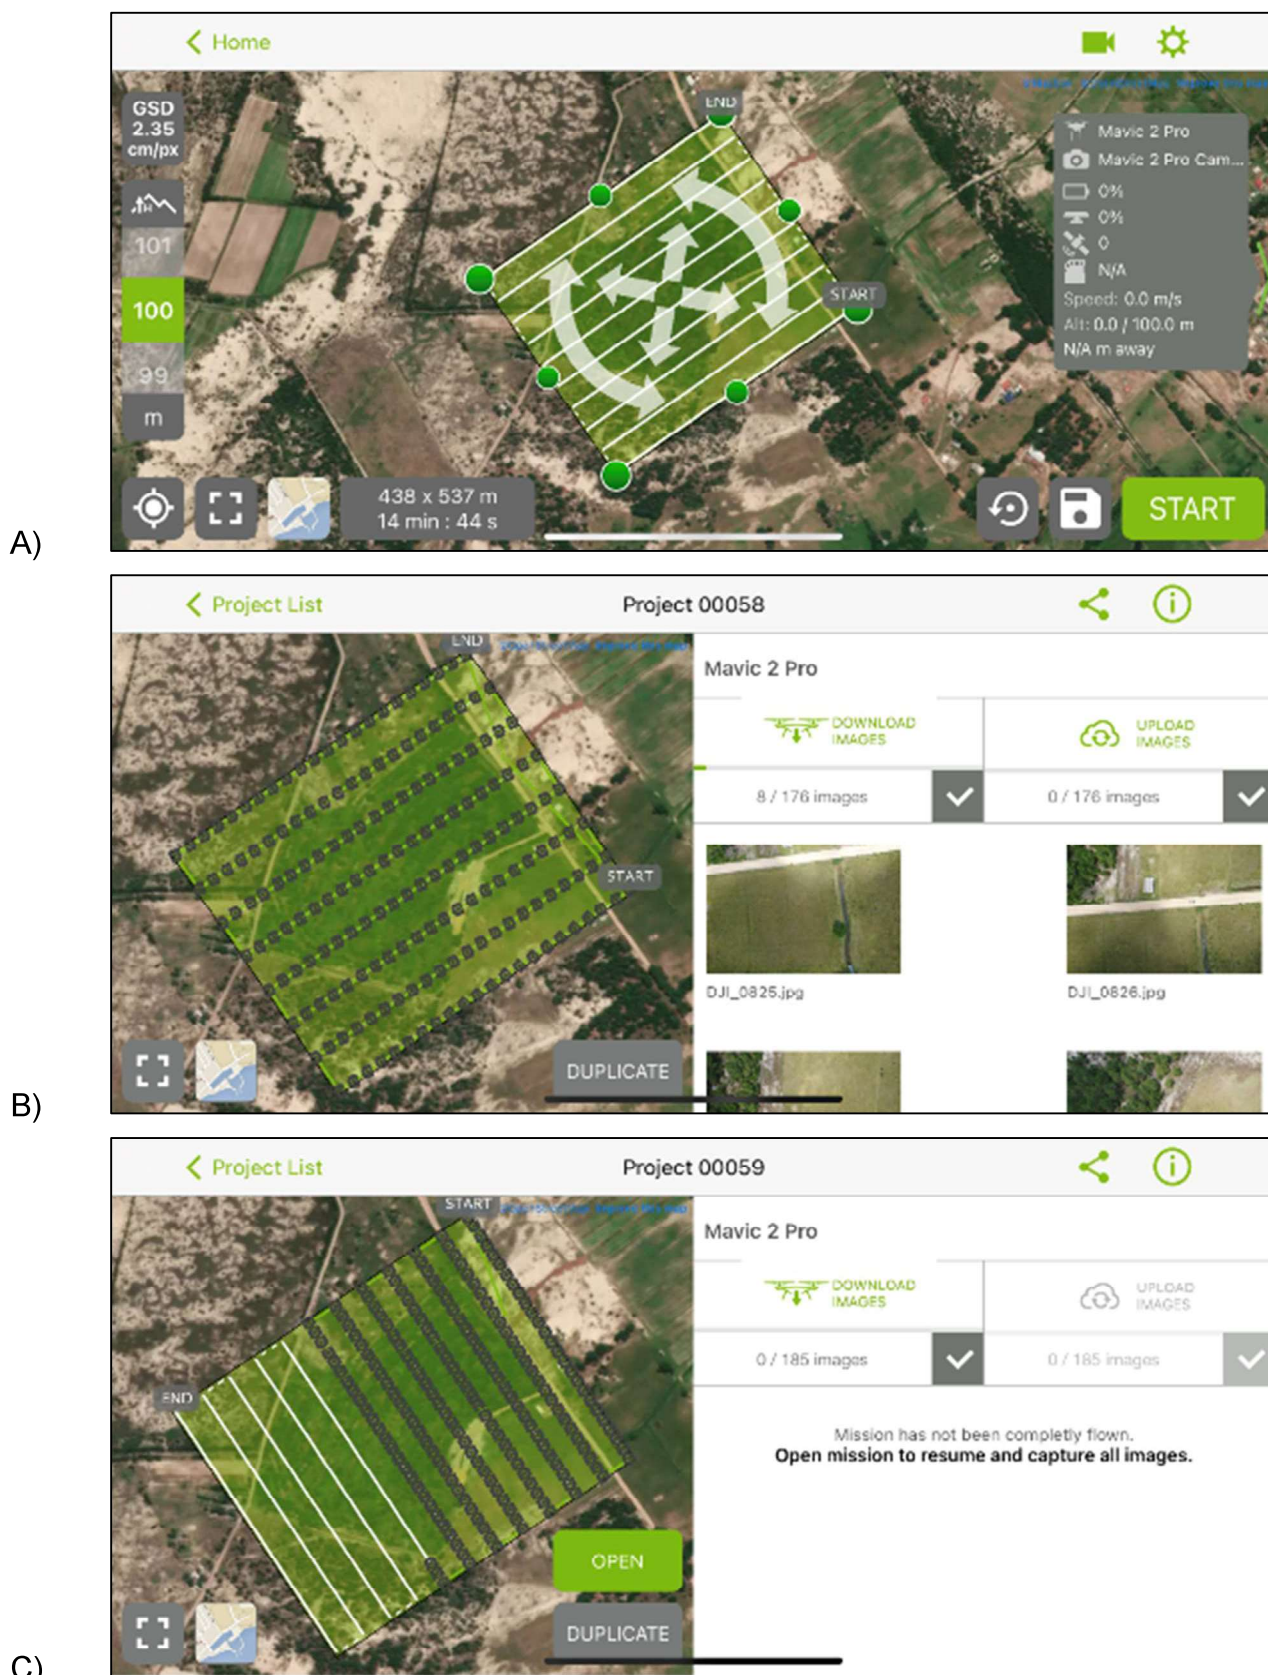 Home
END
GSD
2.35
cm/px
Mavic 2 Pro
Mavic 2 Pro Cam...
0%
0%
0
N/A
Speed: 0.0 m/s
Alt: 0.0 / 100.0 m
N/A m away
101
100
99
m
START
438 x 537 m
14 min : 44 s
START
A)
Project List
Project 00058
END
Mavic 2 Pro
DOWNLOAD
IMAGES
UPLOAD
IMAGES
8 / 176 images
0 / 176 images
START
DJI_0825.jpg
DJI_0826.jpg
DUPLICATE
B)
Project List
Project 00059
START
Mavic 2 Pro
DOWNLOAD
IMAGES
UPLOAD
IMAGES
0 / 185 images
0 / 185 images
END
Mission has not been completly flown.
Open mission to resume and capture all images.
OPEN
DUPLICATE
C)